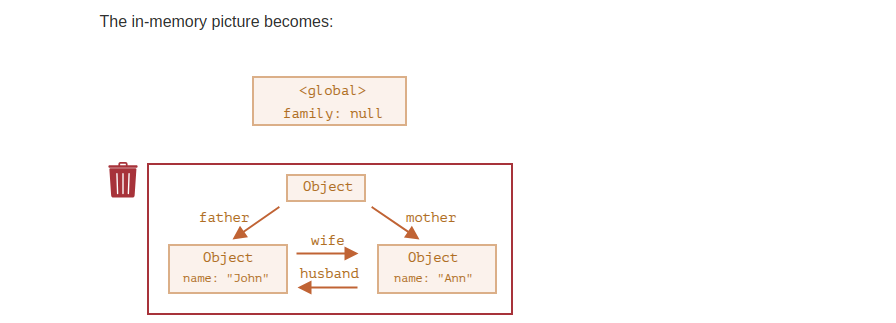 The in-memory picture becomes:
<global>
family: null
Object
father
mother
wife
Object
name: "John"
husband
Object
name: "Ann"